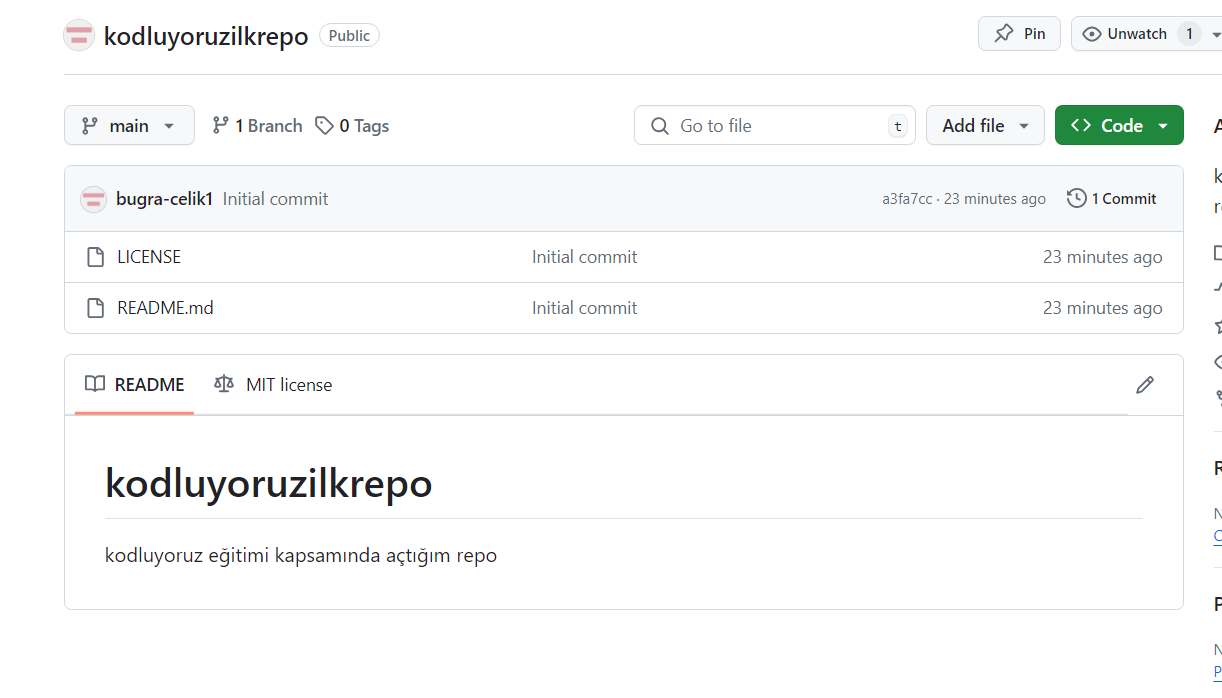 kodluyoruzilkrepo Public Pin Unwatch 1
main 1 Branch 0 Tags Go to file t Add file Code
bugra-celik1 Initial commit a3fa7cc · 23 minutes ago 1 Commit
LICENSE Initial commit 23 minutes ago
README.md Initial commit 23 minutes ago
README MIT license
kodluyoruzilkrepo
kodluyoruz eğitimi kapsamında açtığım repo